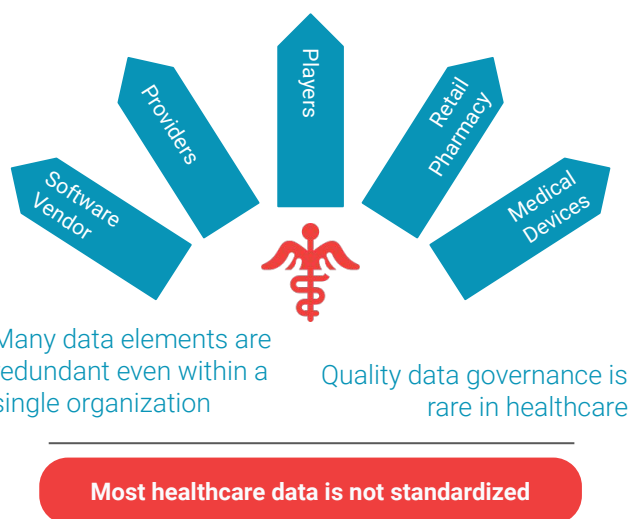 Software
Vendor
Providers
Players
Retail
Pharmacy
Medical
Devices
Many data elements are
redundant even within a
single organization
Quality data governance is
rare in healthcare
Most healthcare data is not standardized